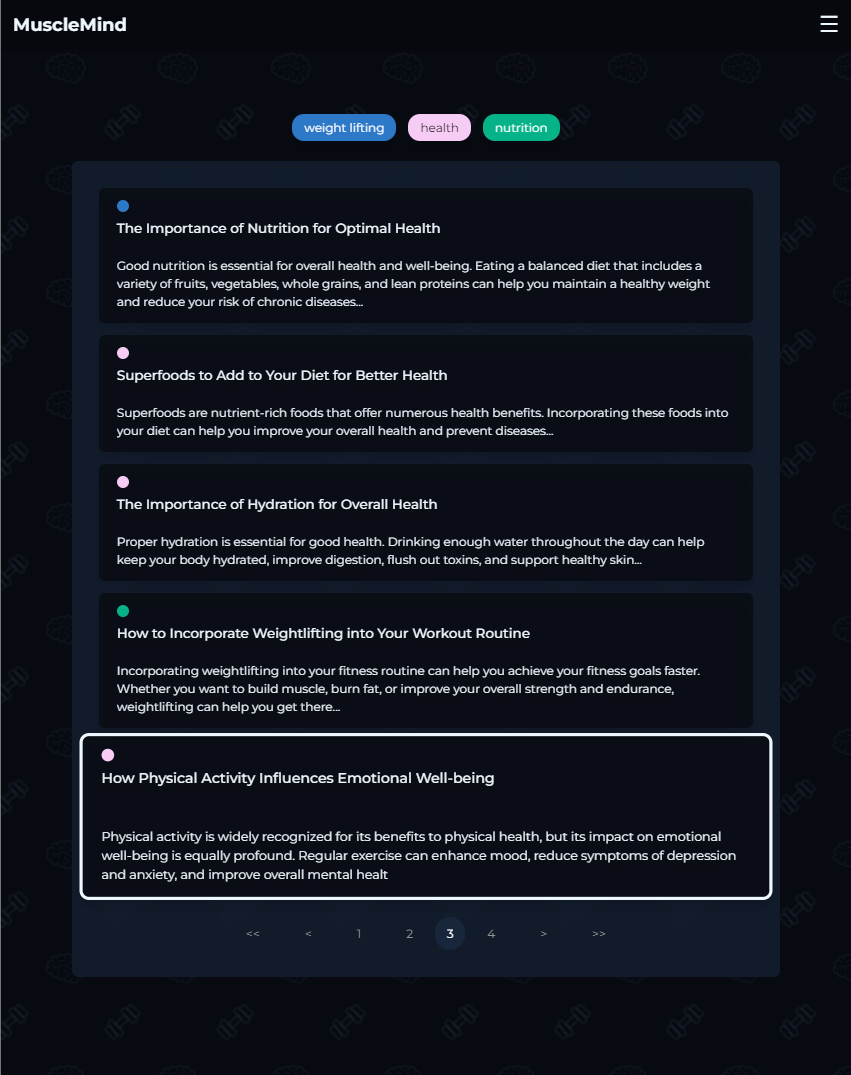 MuscleMind
weight lifting
health
nutrition
The Importance of Nutrition for Optimal Health
Good nutrition is essential for overall health and well-being. Eating a balanced diet that includes a
variety of fruits, vegetables, whole grains, and lean proteins can help you maintain a healthy weight
and reduce your risk of chronic diseases...
Superfoods to Add to Your Diet for Better Health
Superfoods are nutrient-rich foods that offer numerous health benefits. Incorporating these foods into
your diet can help you improve your overall health and prevent diseases...
The Importance of Hydration for Overall Health
Proper hydration is essential for good health. Drinking enough water throughout the day can help
keep your body hydrated, improve digestion, flush out toxins, and support healthy skin...
How to Incorporate Weightlifting into Your Workout Routine
Incorporating weightlifting into your fitness routine can help you achieve your fitness goals faster.
Whether you want to build muscle, burn fat, or improve your overall strength and endurance,
weightlifting can help you get there...
How Physical Activity Influences Emotional Well-being
Physical activity is widely recognized for its benefits to physical health, but its impact on emotional
well-being is equally profound. Regular exercise can enhance mood, reduce symptoms of depression
and anxiety, and improve overall mental healt
<< < 1 2 3 4 > >>